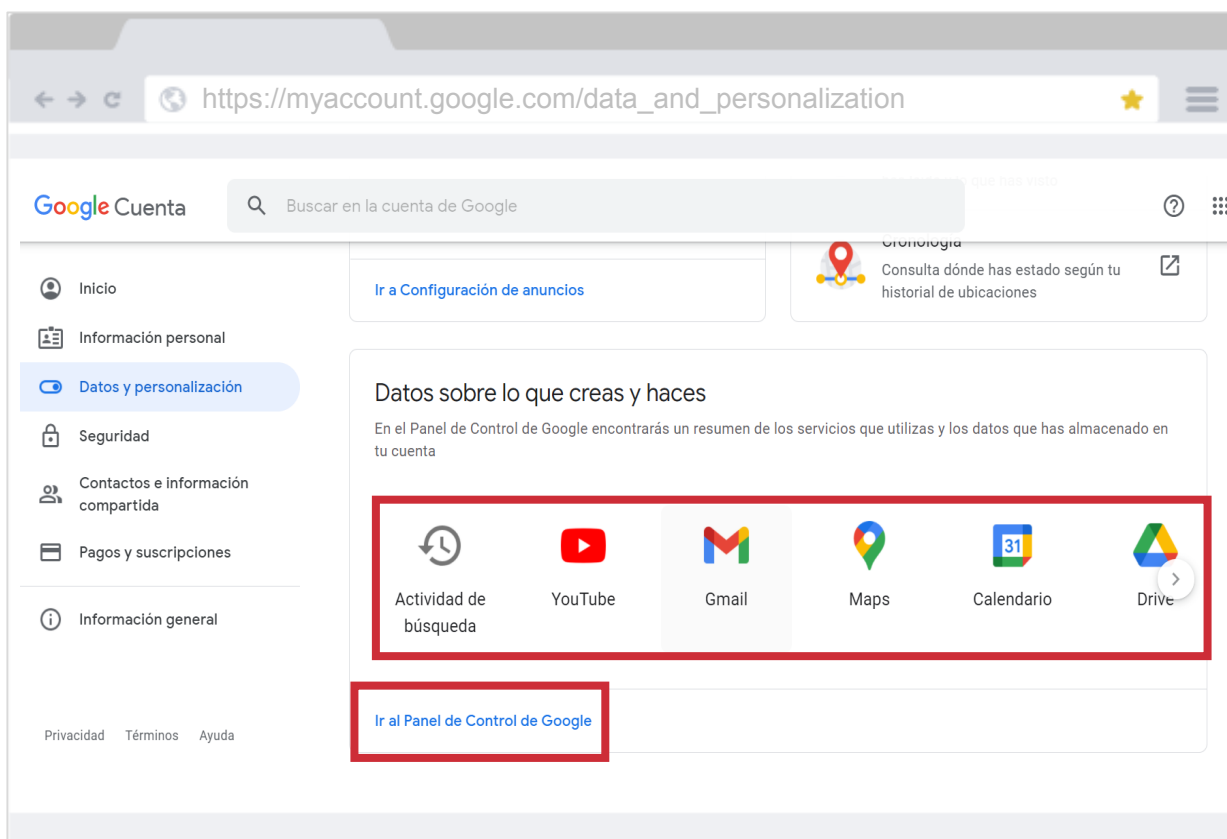 https://myaccount.google.com/data_and_personalization
Google Cuenta
Buscar en la cuenta de Google
que has visto
Inicio
Información personal
Datos y personalización
Seguridad
Contactos e información
compartida
Pagos y suscripciones
Información general
Privacidad Términos Ayuda
Ir a Configuración de anuncios
Cronología
Consulta dónde has estado según tu
historial de ubicaciones
Datos sobre lo que creas y haces
En el Panel de Control de Google encontrarás un resumen de los servicios que utilizas y los datos que has almacenado en
tu cuenta
31
Actividad de
búsqueda
YouTube
Gmail
Maps
Calendario
Drive
Ir al Panel de Control de Google